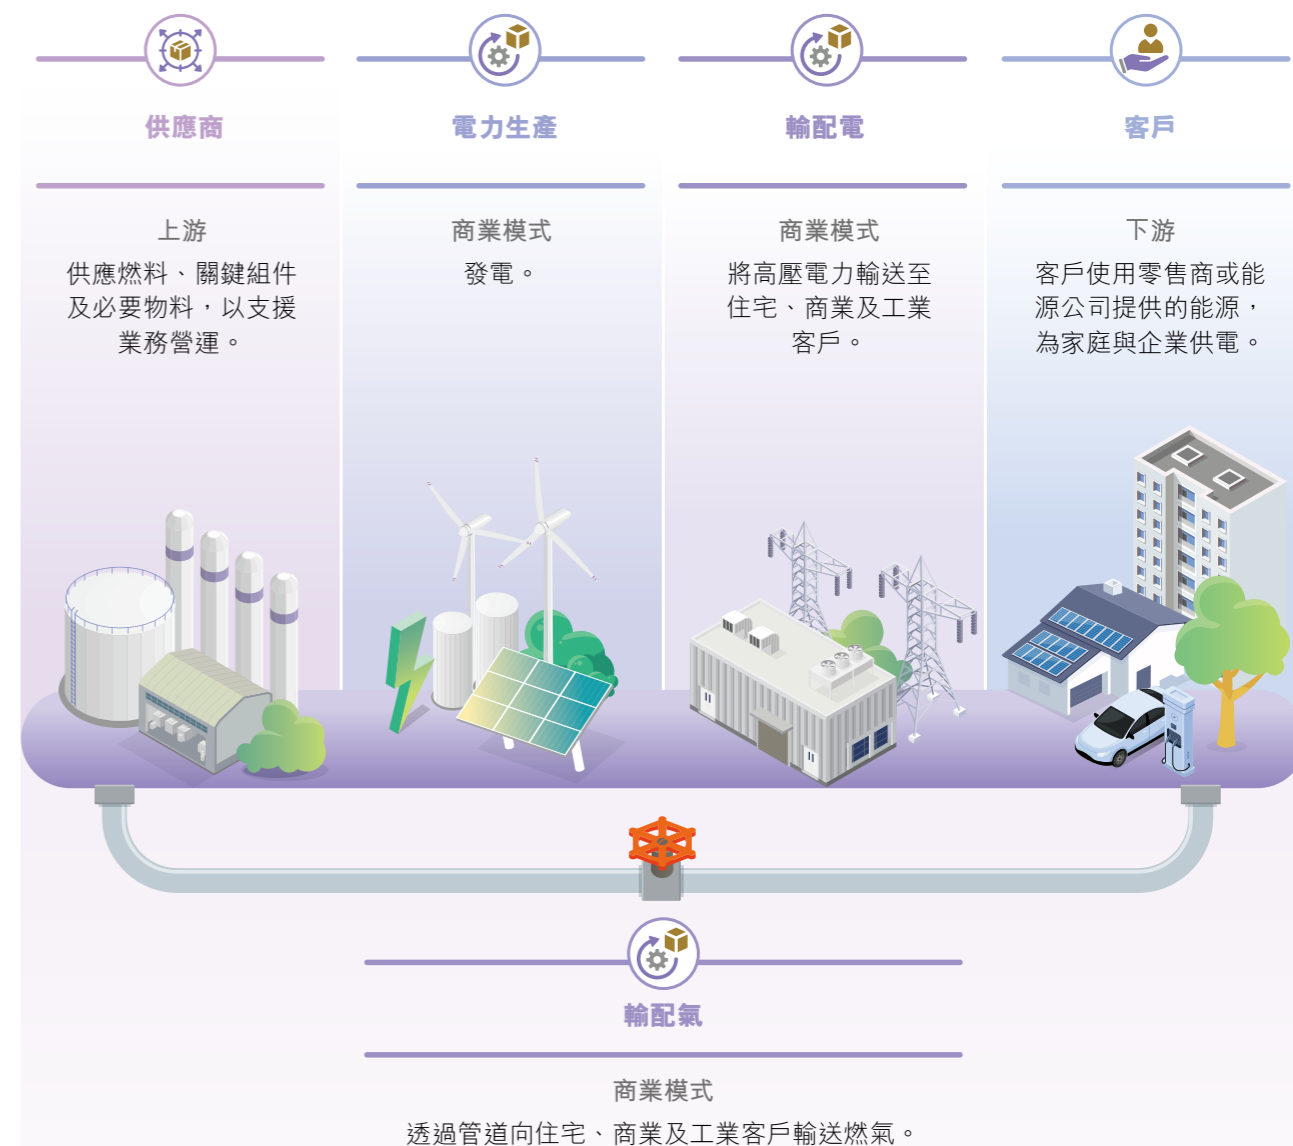 供應商
上游
供應燃料、關鍵組件
及必要物料，以支援
業務營運。
電力生產
商業模式
發電。
輸配電
商業模式
將高壓電力輸送至
住宅、商業及工業
客戶。
客戶
下游
客戶使用零售商或能
源公司提供的能源，
為家庭與企業供電。
輸配氣
商業模式
透過管道向住宅、商業及工業客戶輸送燃氣。